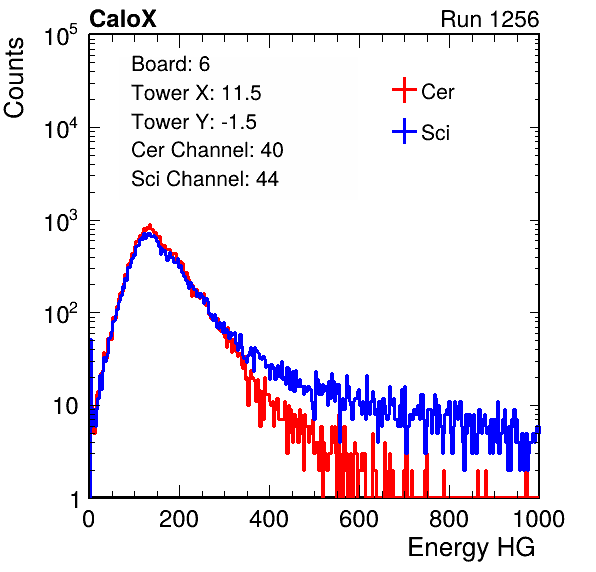 CaloX Run 1256
10^5
Counts
Board: 6
Tower X: 11.5
Tower Y: -1.5
Cer Channel: 40
Sci Channel: 44
Cer
Sci
10^4
10^3
10^2
10
1
0 200 400 600 800 1000
Energy HG